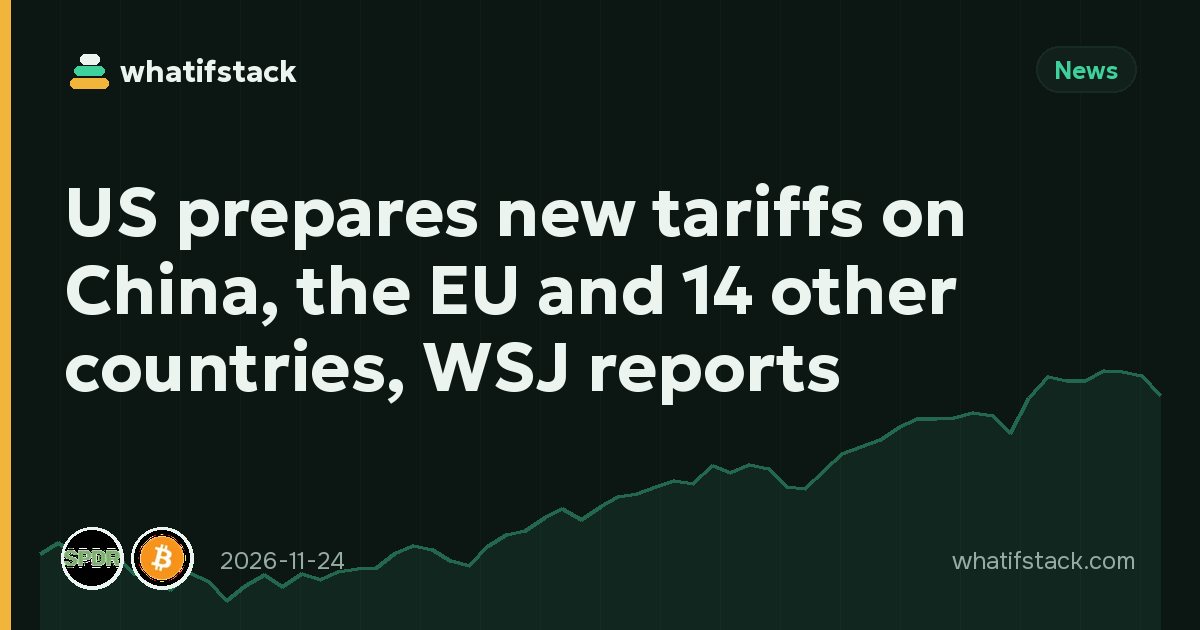 whatifstack
News
US prepares new tariffs on
China, the EU and 14 other
countries, WSJ reports
SPDR
2026-11-24
whatifstack.com